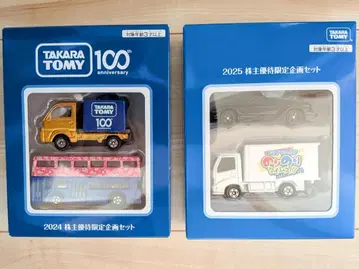 対象年齢3才以上
TAKARA
TOMY
100th
anniversary
TAKARA
TOMY
100
2024 株主優待限定企画セット
対象年齢3才以上
2025 株主優待限定企画セット